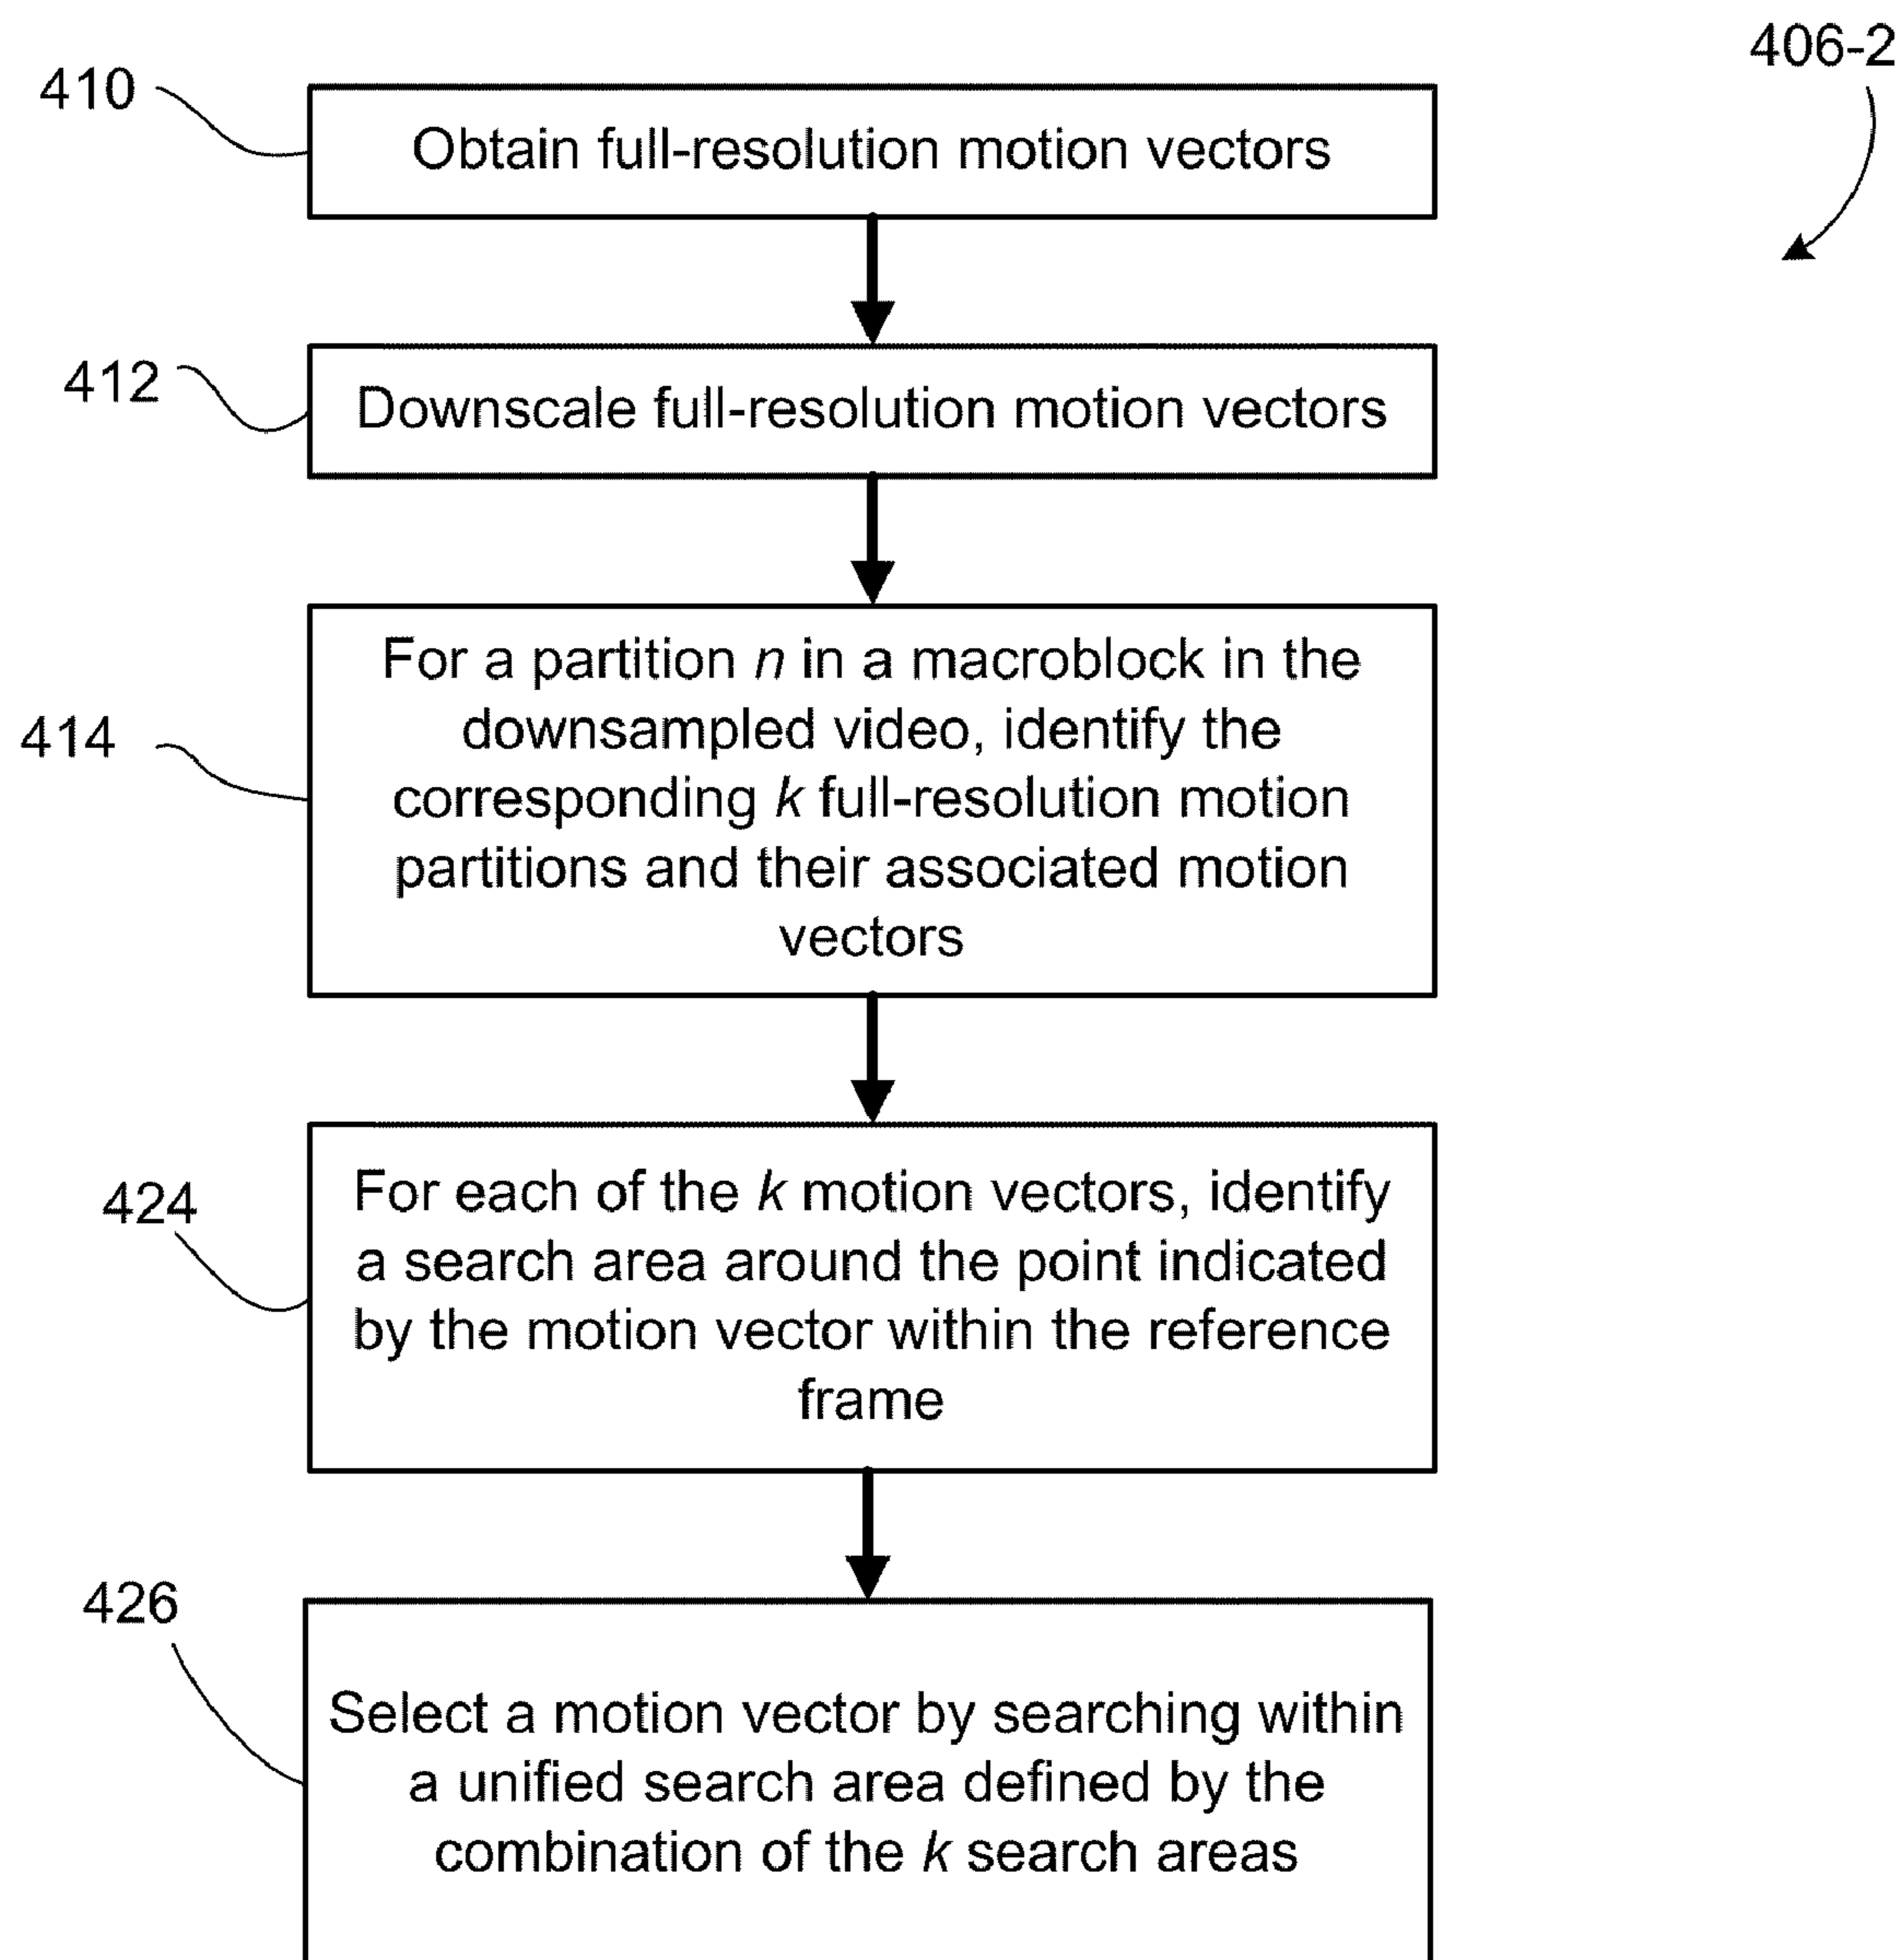 406-2
410
Obtain full-resolution motion vectors
412
Downscale full-resolution motion vectors
414
For a partition n in a macroblock in the
downsampled video, identify the
corresponding k full-resolution motion
partitions and their associated motion
vectors
424
For each of the k motion vectors, identify
a search area around the point indicated
by the motion vector within the reference
frame
426
Select a motion vector by searching within
a unified search area defined by the
combination of the k search areas